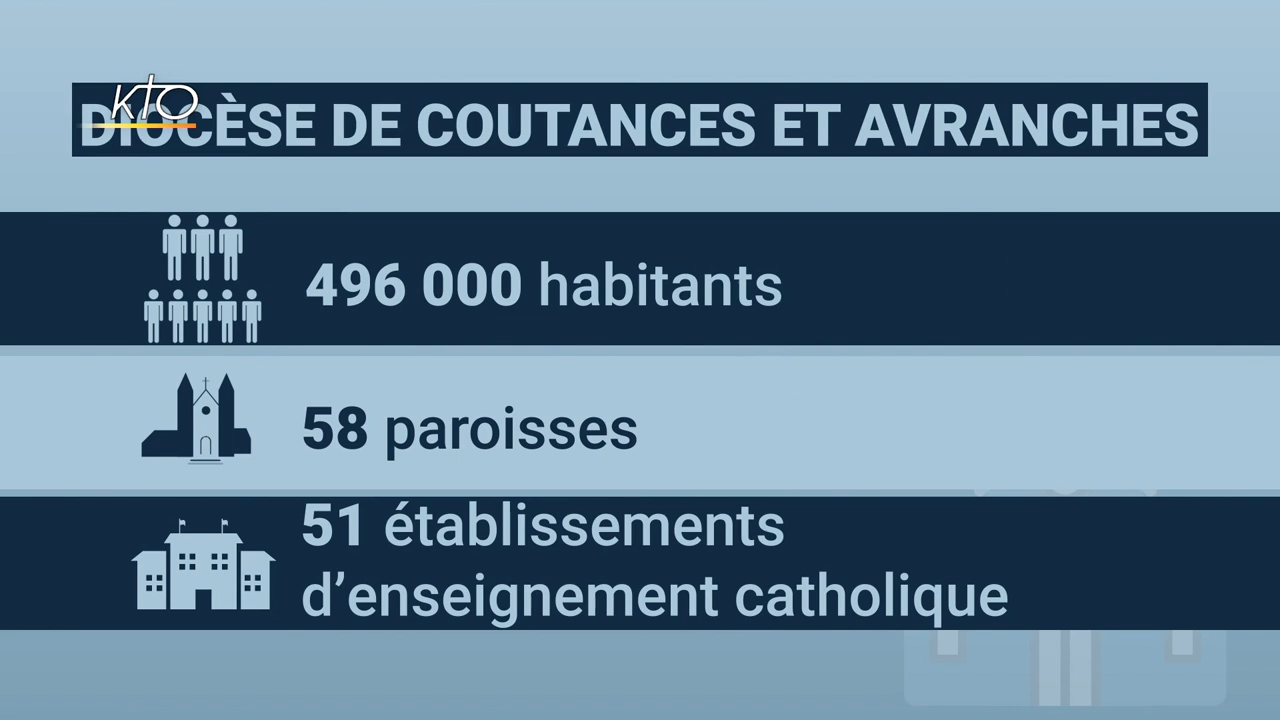 kto
DIOCÈSE DE COUTANCES ET AVRANCHES
496 000 habitants
58 paroisses
51 établissements
d’enseignement catholique